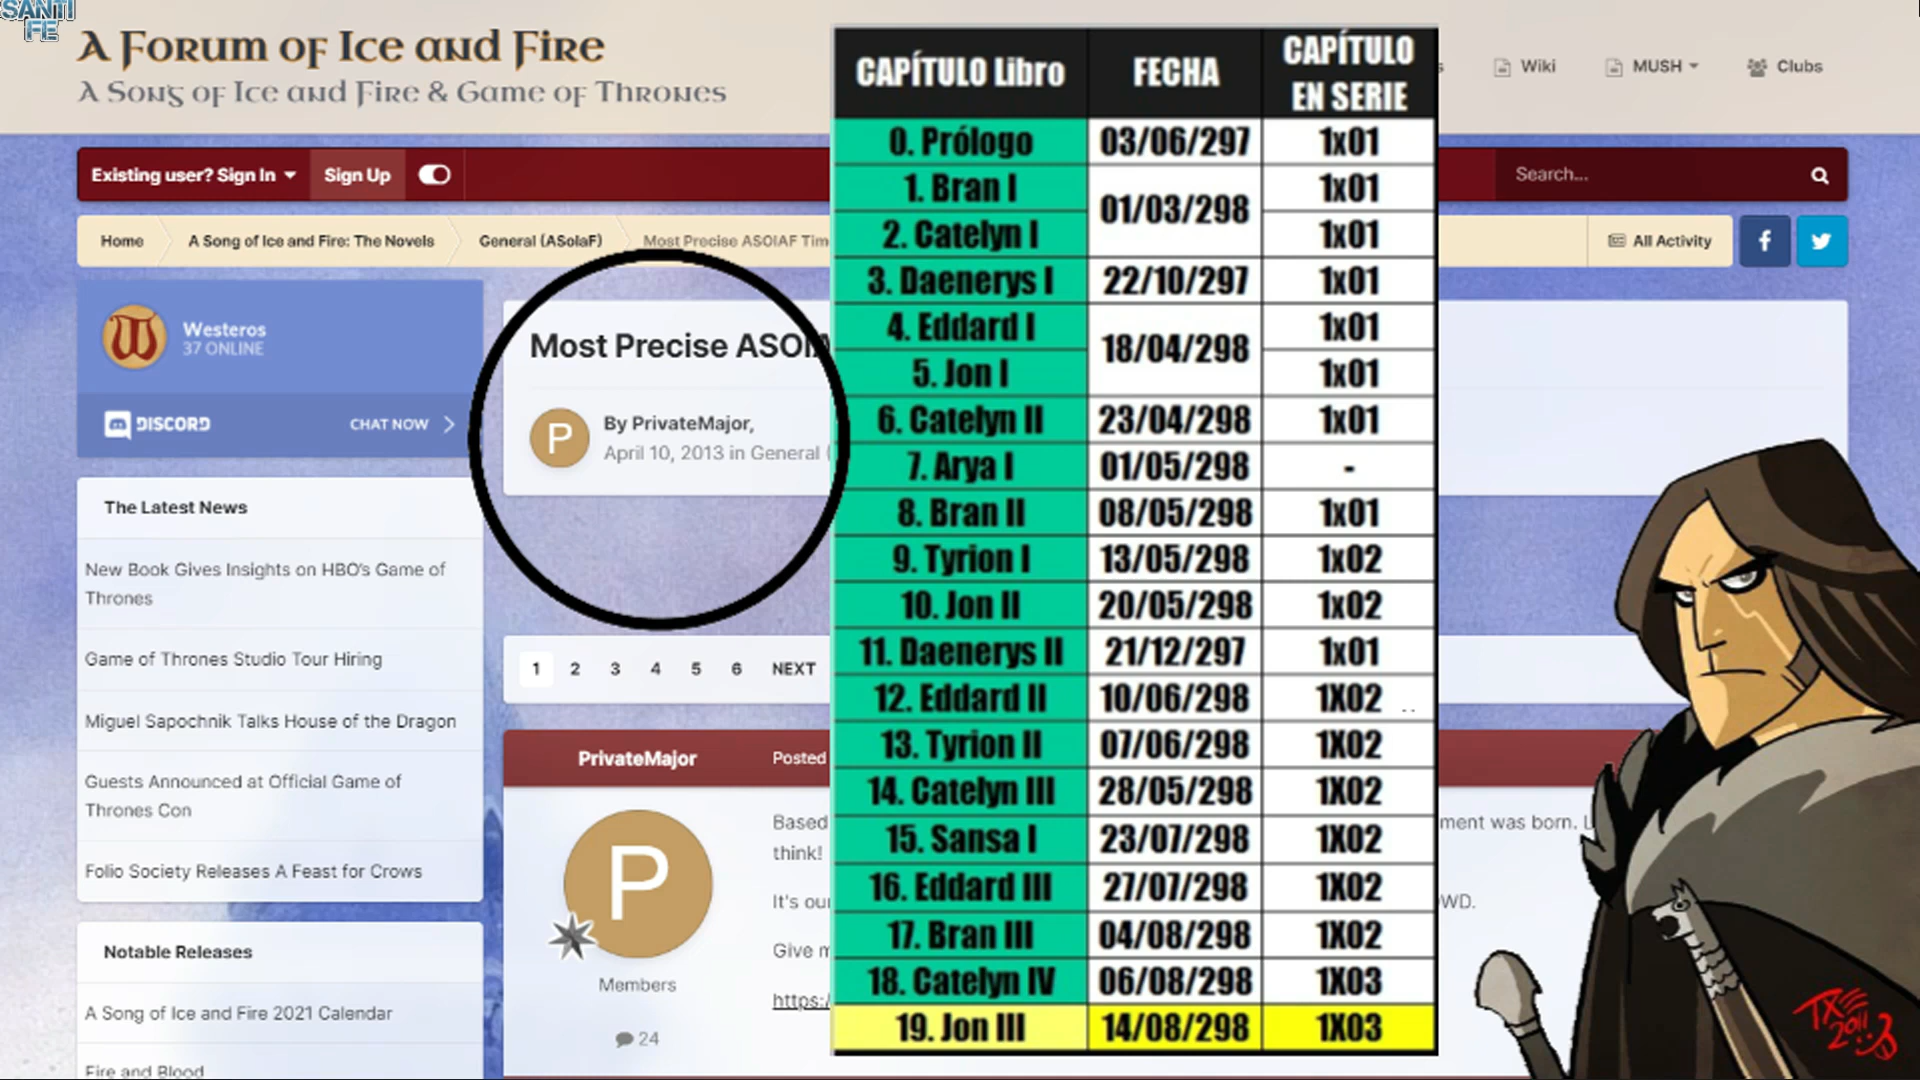 SANTI
FE
A Forum of Ice and Fire
A Song of Ice and Fire & Game of Thrones
Wiki
MUSH
Clubs
Existing user? Sign In
Sign Up
Search...
Home
A Song of Ice and Fire: The Novels
General (ASoIaF)
Most Precise ASOIAF Tim
All Activity
Westeros
37 ONLINE
DISCORD
CHAT NOW
Most Precise ASOIA
P
By PrivateMajor,
April 10, 2013 in General (
The Latest News
New Book Gives Insights on HBO's Game of
Thrones
Game of Thrones Studio Tour Hiring
Miguel Sapochnik Talks House of the Dragon
Guests Announced at Official Game of
Thrones Con
Folio Society Releases A Feast for Crows
Notable Releases
A Song of Ice and Fire 2021 Calendar
Fire and Blood
1 2 3 4 5 6 NEXT
PrivateMajor
P
Members
24
Posted
Based
think!
It's our
Give m
https:/
ment was born. L
WD.
CAPÍTULO Libro FECHA CAPÍTULO
EN SERIE
0. Prólogo 03/06/297 1x01
1. Bran I 01/03/298 1x01
2. Catelyn I 1x01
3. Daenerys I 22/10/297 1x01
4. Eddard I 18/04/298 1x01
5. Jon I 1x01
6. Catelyn II 23/04/298 1x01
7. Arya I 01/05/298 -
8. Bran II 08/05/298 1x01
9. Tyrion I 13/05/298 1x02
10. Jon II 20/05/298 1x02
11. Daenerys II 21/12/297 1x01
12. Eddard II 10/06/298 1X02
13. Tyrion II 07/06/298 1X02
14. Catelyn III 28/05/298 1X02
15. Sansa I 23/07/298 1X02
16. Eddard III 27/07/298 1X02
17. Bran III 04/08/298 1X02
18. Catelyn IV 06/08/298 1X03
19. Jon III 14/08/298 1X03
TXE
2011